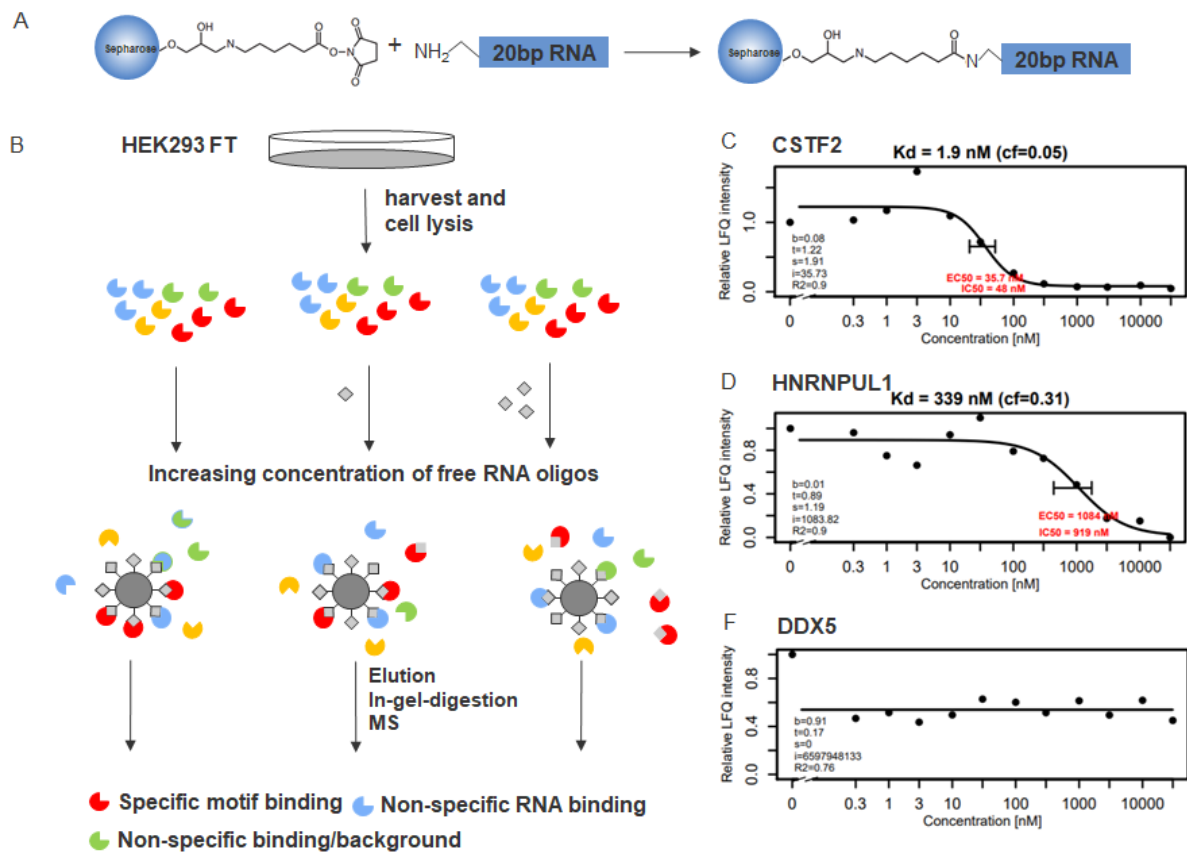 A
Sepharose
OH
O
N
O
O
N
O
O
+
NH2
20bp RNA
Sepharose
OH
O
N
O
N
20bp RNA
B
HEK293 FT
harvest and
cell lysis
Increasing concentration of free RNA oligos
Elution
In-gel-digestion
MS
Specific motif binding
Non-specific RNA binding
Non-specific binding/background
C
CSTF2
Kd = 1.9 nM (cf=0.05)
Relative LFQ intensity
1.0
0.0
b=0.08
t=1.22
s=1.91
i=35.73
R2=0.9
EC50 = 35.7 nM
IC50 = 48 nM
0 0.3 1 3 10 100 1000 10000
Concentration [nM]
D
HNRNPUL1
Kd = 339 nM (cf=0.31)
Relative LFQ intensity
0.8
0.4
0.0
b=0.01
t=0.89
s=1.19
i=1083.82
R2=0.9
EC50 = 1084 nM
IC50 = 919 nM
0 0.3 1 3 10 100 1000 10000
Concentration [nM]
F
DDX5
Relative LFQ intensity
0.8
0.4
0.0
b=0.91
t=0.17
s=0
i=6597948133
R2=0.76
0 0.3 1 3 10 100 1000 10000
Concentration [nM]